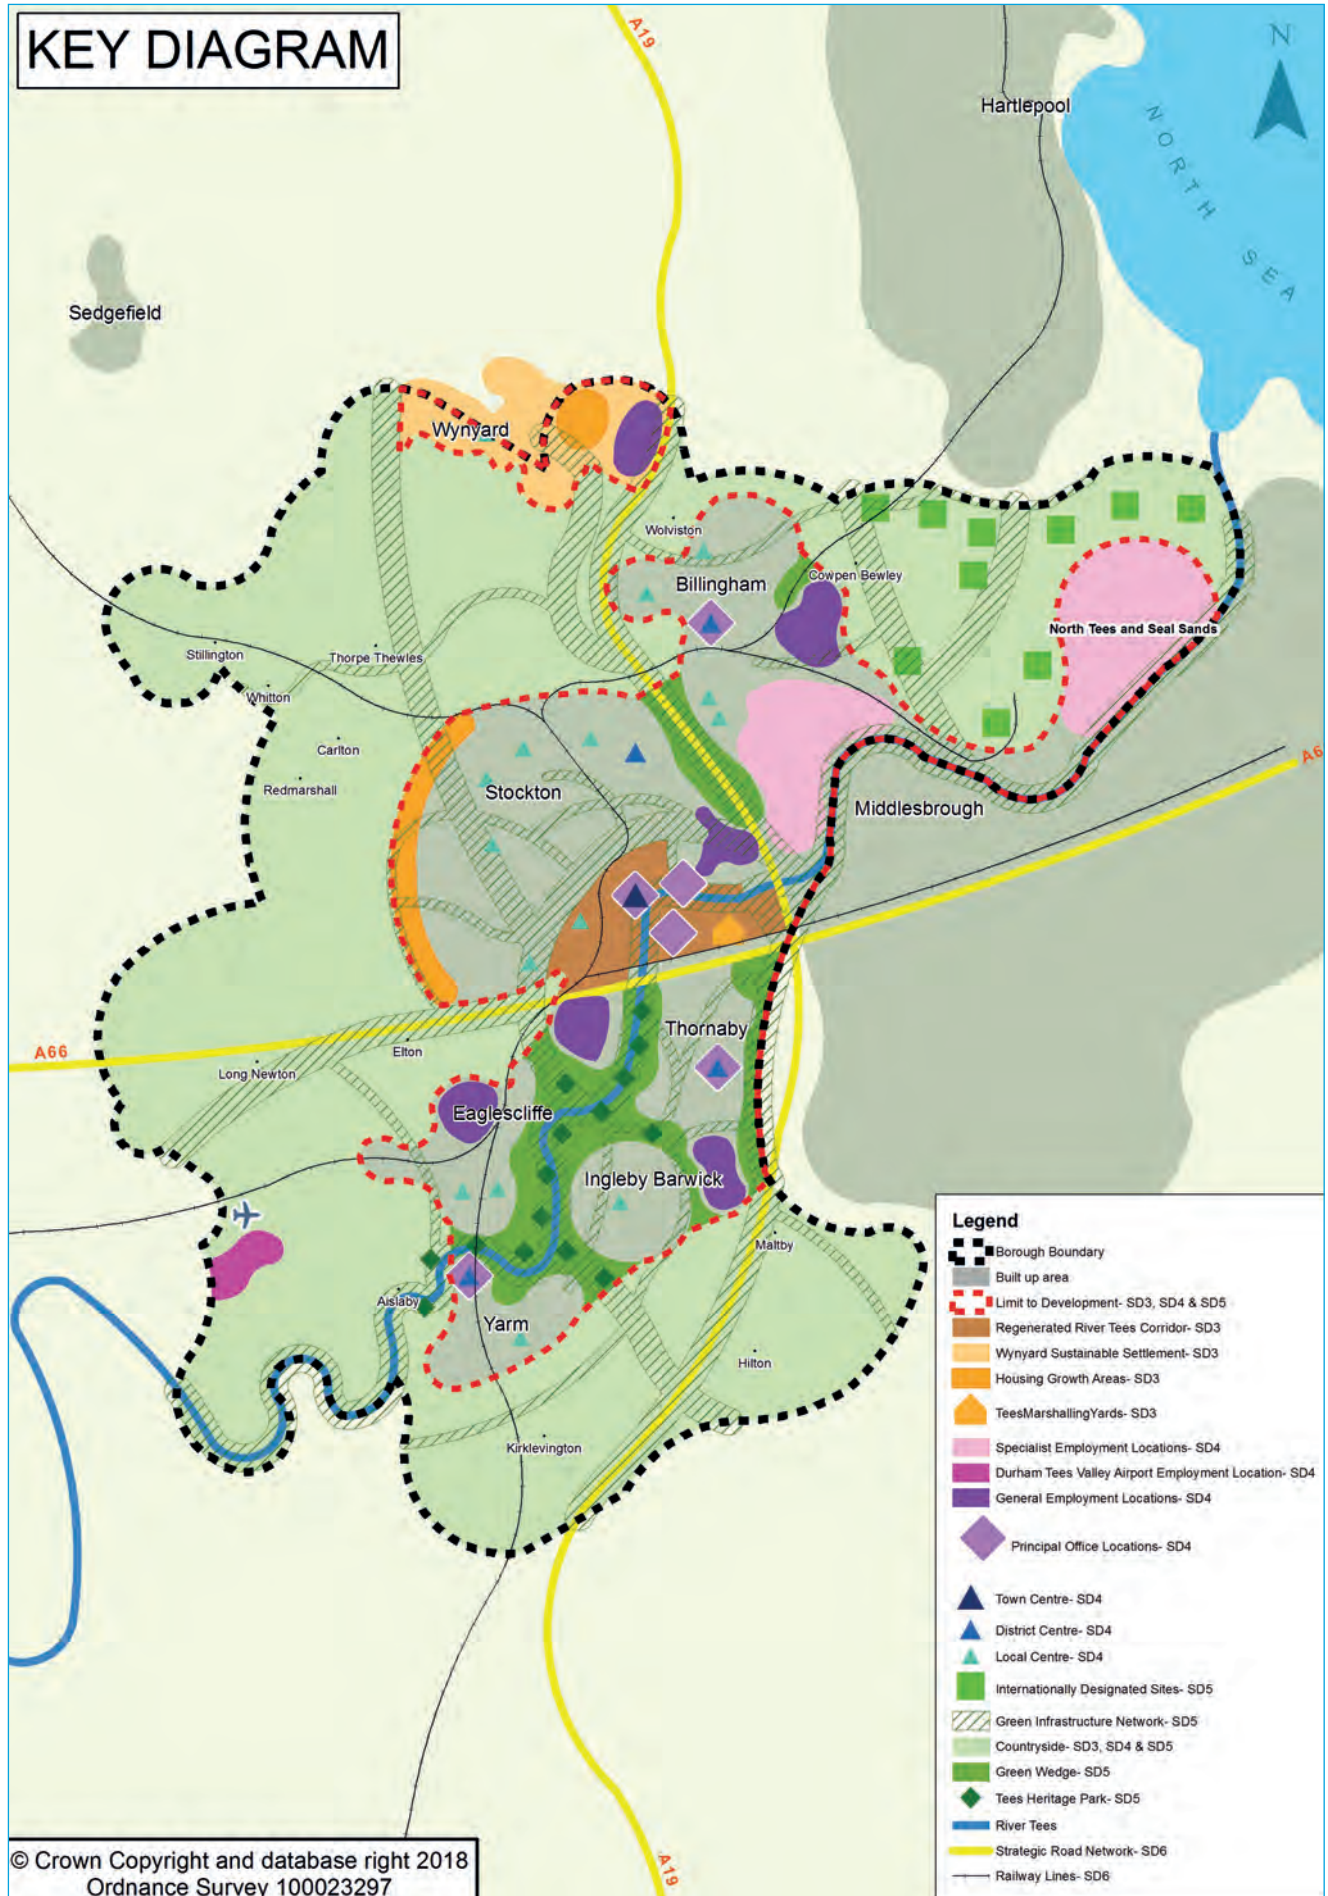 KEY DIAGRAM
A19
N
Hartlepool
NORTH SEA
Sedgefield
Wynyard
Wolviston
Billingham
Cowpen Bewley
North Tees and Seal Sands
Stillington
Thorpe Thewles
Whitton
Carlton
Redmarshall
Stockton
A6
Middlesbrough
A66
Elton
Long Newton
Thornaby
Eaglescliffe
Ingleby Barwick
Maltby
Aislaby
Yarm
Hilton
Kirklevington
Legend
Borough Boundary
Built up area
Limit to Development- SD3, SD4 & SD5
Regenerated River Tees Corridor- SD3
Wynyard Sustainable Settlement- SD3
Housing Growth Areas- SD3
TeesMarshallingYards- SD3
Specialist Employment Locations- SD4
Durham Tees Valley Airport Employment Location- SD4
General Employment Locations- SD4
Principal Office Locations- SD4
Town Centre- SD4
District Centre- SD4
Local Centre- SD4
Internationally Designated Sites- SD5
Green Infrastructure Network- SD5
Countryside- SD3, SD4 & SD5
Green Wedge- SD5
Tees Heritage Park- SD5
River Tees
Strategic Road Network- SD6
Railway Lines- SD6
A19
© Crown Copyright and database right 2018
Ordnance Survey 100023297